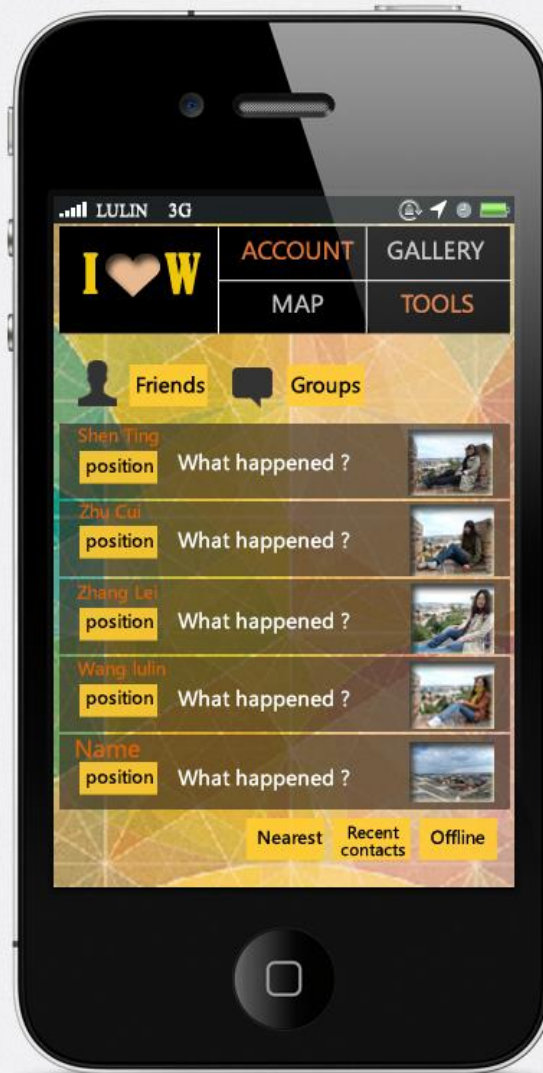 LULIN 3G
I W
ACCOUNT GALLERY
MAP TOOLS
Friends Groups
Shen Ting
position What happened ?
Zhu Cui
position What happened ?
Zhang Lei
position What happened ?
Wang lulin
position What happened ?
Name
position What happened ?
Nearest Recent contacts Offline